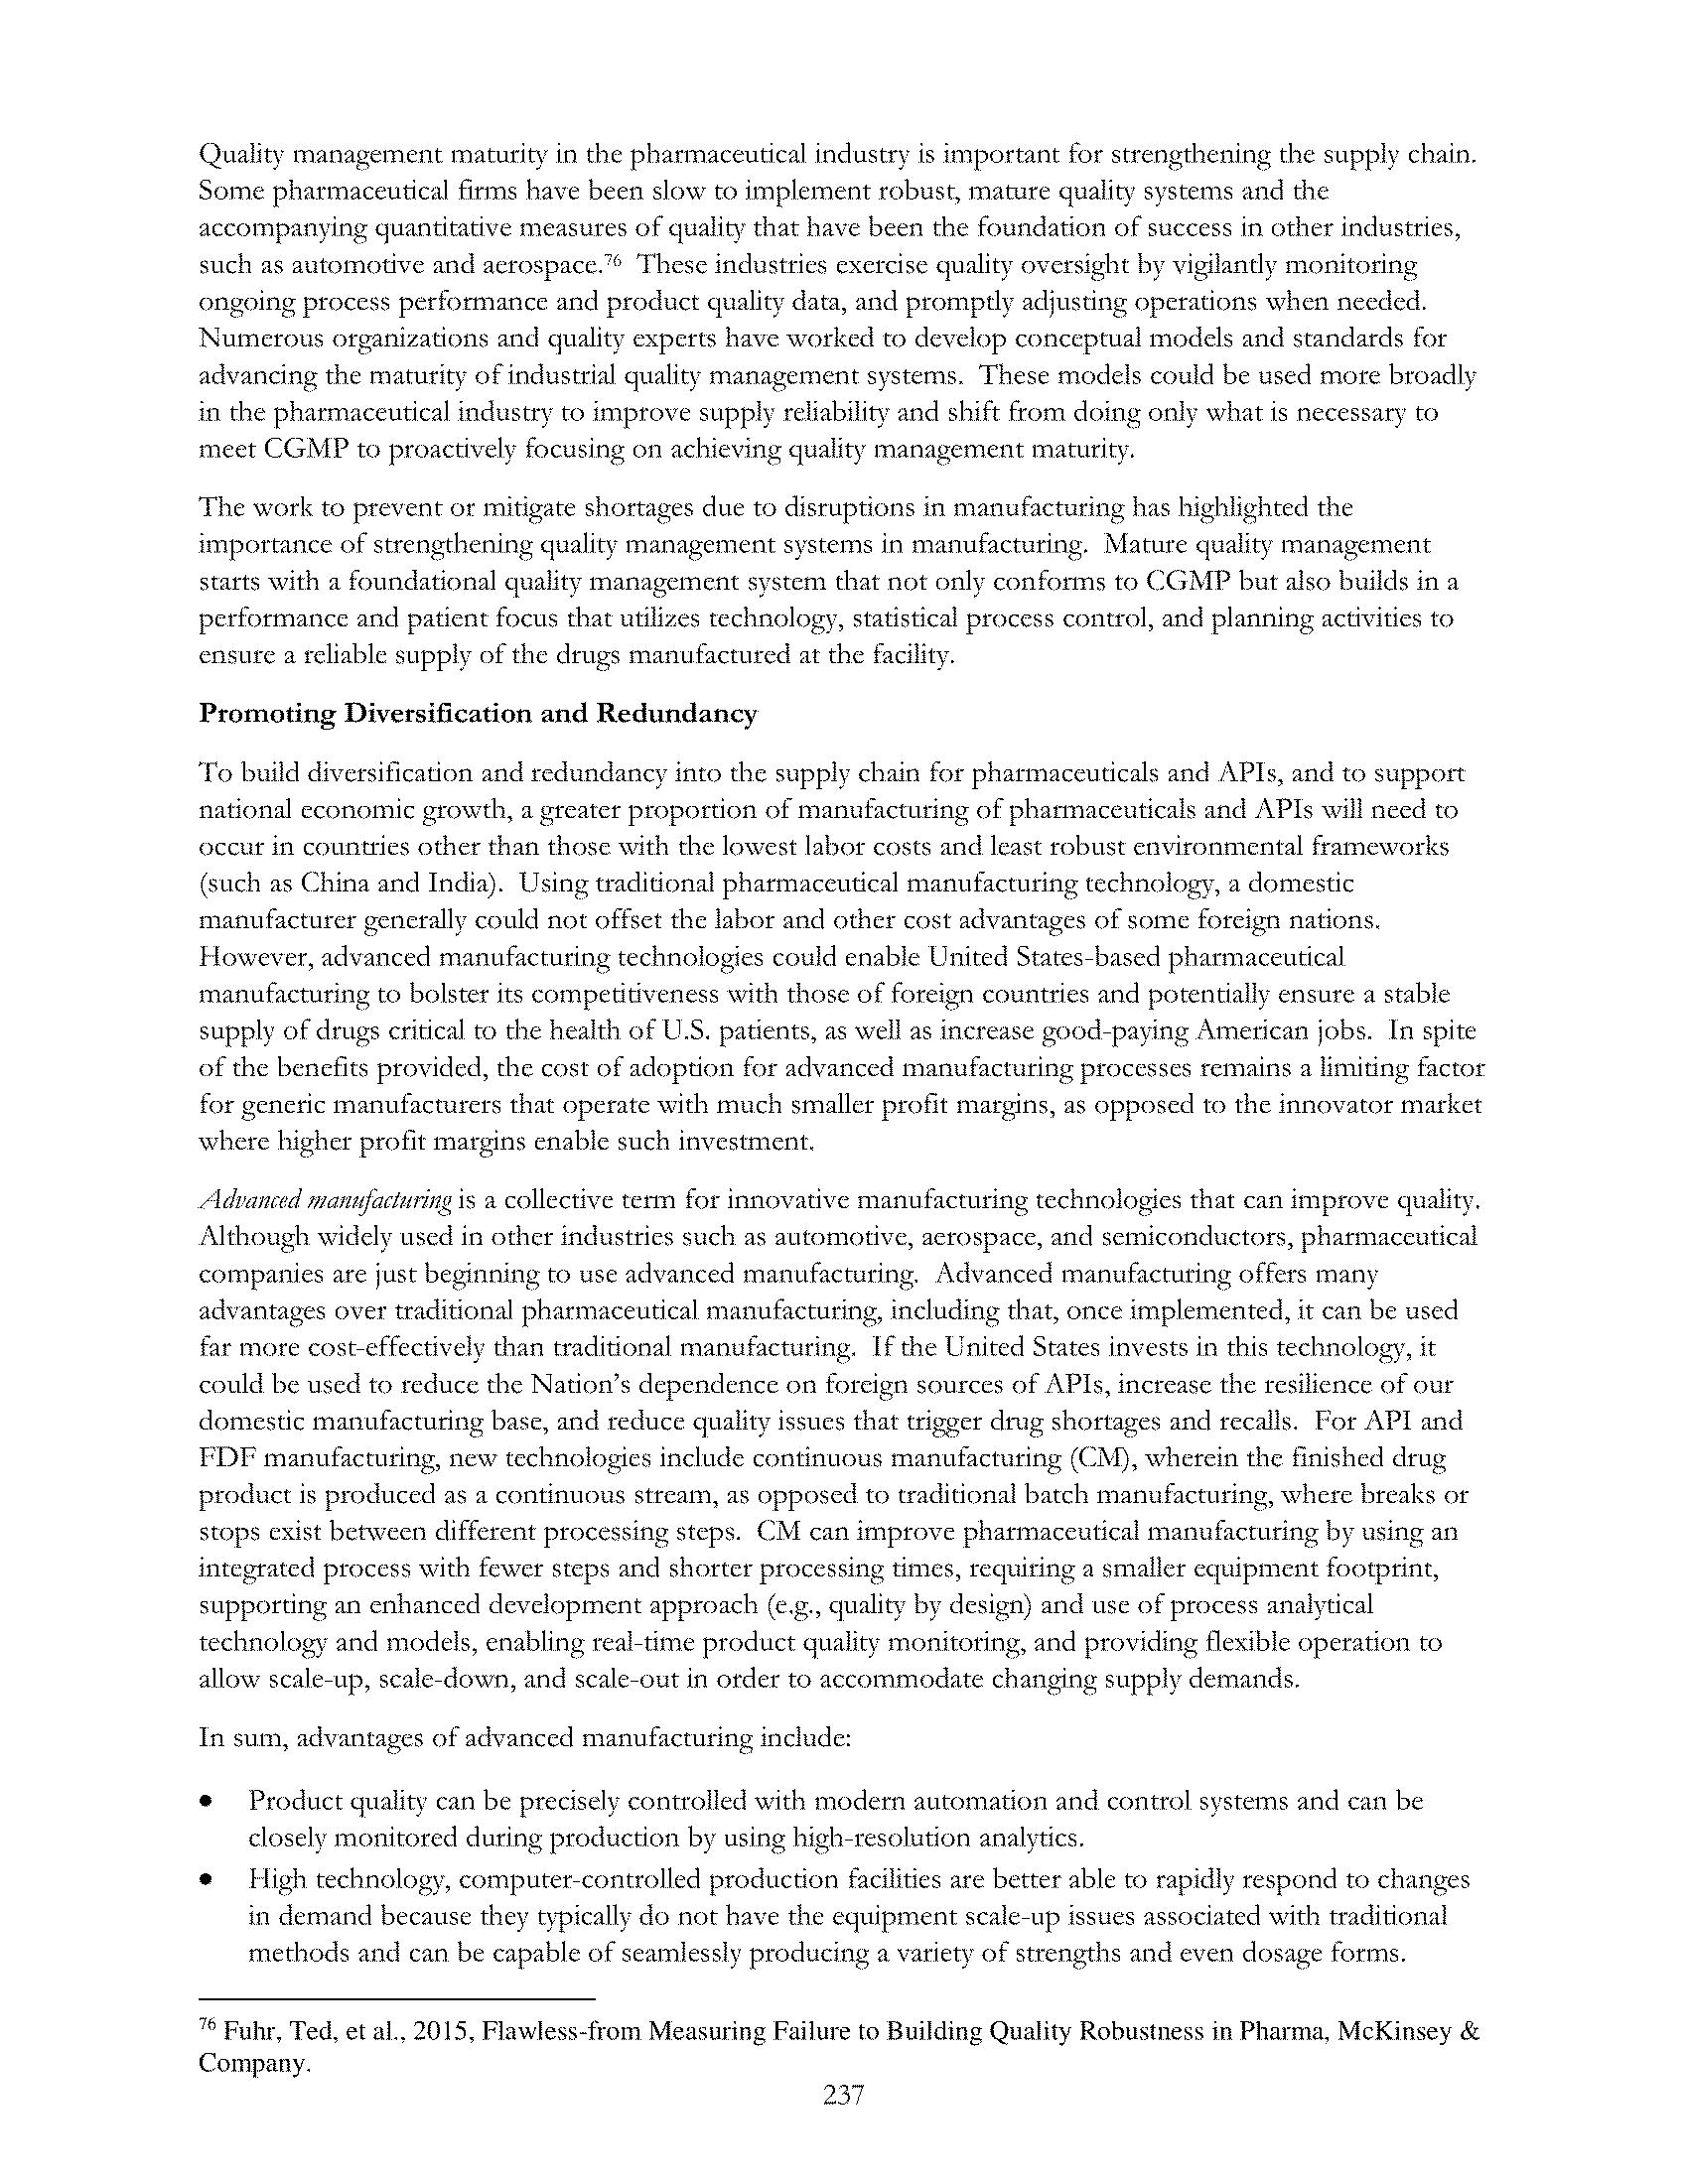 Quality management maturity in the pharmaceutical industry is important for strengthening the supply chain.
Some pharmaceutical firms have been slow to implement robust, mature quality systems and the
accompanying quantitative measures of quality that have been the foundation of success in other industries,
such as automotive and aerospace.76  These industries exercise quality oversight by vigilantly monitoring
ongoing process performance and product quality data, and promptly adjusting operations when needed.
Numerous organizations and quality experts have worked to develop conceptual models and standards for
advancing the maturity of industrial quality management systems.  These models could be used more broadly
in the pharmaceutical industry to improve supply reliability and shift from doing only what is necessary to
meet CGMP to proactively focusing on achieving quality management maturity.
The work to prevent or mitigate shortages due to disruptions in manufacturing has highlighted the
importance of strengthening quality management systems in manufacturing.  Mature quality management
starts with a foundational quality management system that not only conforms to CGMP but also builds in a
performance and patient focus that utilizes technology, statistical process control, and planning activities to
ensure a reliable supply of the drugs manufactured at the facility.
Promoting Diversification and Redundancy
To build diversification and redundancy into the supply chain for pharmaceuticals and APIs, and to support
national economic growth, a greater proportion of manufacturing of pharmaceuticals and APIs will need to
occur in countries other than those with the lowest labor costs and least robust environmental frameworks
(such as China and India).  Using traditional pharmaceutical manufacturing technology, a domestic
manufacturer generally could not offset the labor and other cost advantages of some foreign nations.
However, advanced manufacturing technologies could enable United States-based pharmaceutical
manufacturing to bolster its competitiveness with those of foreign countries and potentially ensure a stable
supply of drugs critical to the health of U.S. patients, as well as increase good-paying American jobs.  In spite
of the benefits provided, the cost of adoption for advanced manufacturing processes remains a limiting factor
for generic manufacturers that operate with much smaller profit margins, as opposed to the innovator market
where higher profit margins enable such investment.
Advanced manufacturing is a collective term for innovative manufacturing technologies that can improve quality.
Although widely used in other industries such as automotive, aerospace, and semiconductors, pharmaceutical
companies are just beginning to use advanced manufacturing.  Advanced manufacturing offers many
advantages over traditional pharmaceutical manufacturing, including that, once implemented, it can be used
far more cost-effectively than traditional manufacturing.  If the United States invests in this technology, it
could be used to reduce the Nation's dependence on foreign sources of APIs, increase the resilience of our
domestic manufacturing base, and reduce quality issues that trigger drug shortages and recalls.  For API and
FDF manufacturing, new technologies include continuous manufacturing (CM), wherein the finished drug
product is produced as a continuous stream, as opposed to traditional batch manufacturing, where breaks or
stops exist between different processing steps.  CM can improve pharmaceutical manufacturing by using an
integrated process with fewer steps and shorter processing times, requiring a smaller equipment footprint,
supporting an enhanced development approach (e.g., quality by design) and use of process analytical
technology and models, enabling real-time product quality monitoring, and providing flexible operation to
allow scale-up, scale-down, and scale-out in order to accommodate changing supply demands.
In sum, advantages of advanced manufacturing include:
• Product quality can be precisely controlled with modern automation and control systems and can be
closely monitored during production by using high-resolution analytics.
• High technology, computer-controlled production facilities are better able to rapidly respond to changes
in demand because they typically do not have the equipment scale-up issues associated with traditional
methods and can be capable of seamlessly producing a variety of strengths and even dosage forms.
76 Fuhr, Ted, et al., 2015, Flawless-from Measuring Failure to Building Quality Robustness in Pharma, McKinsey &
Company.
237